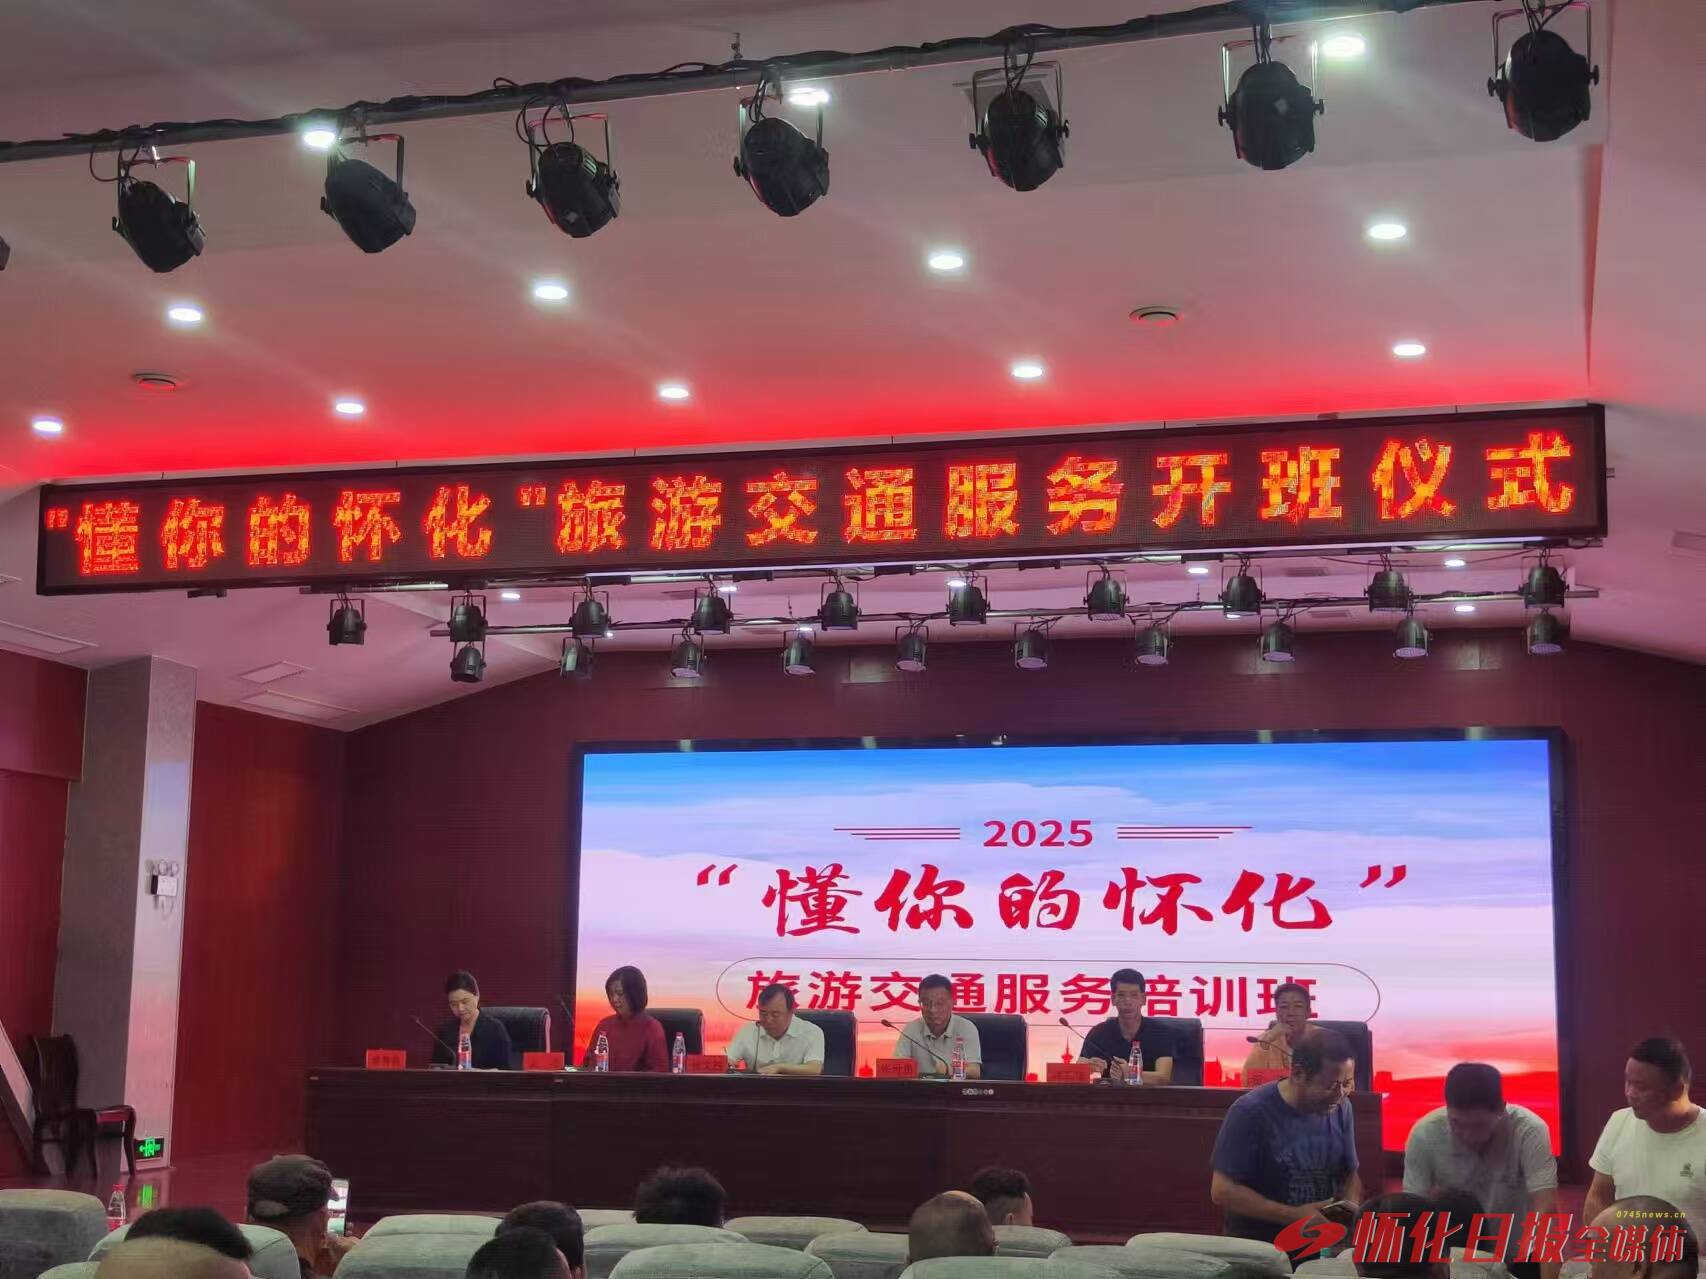 "懂你的怀化"旅游交通服务开班仪式
2025
“懂你的怀化”
旅游交通服务培训班
0745news.cn
怀化日报全媒体